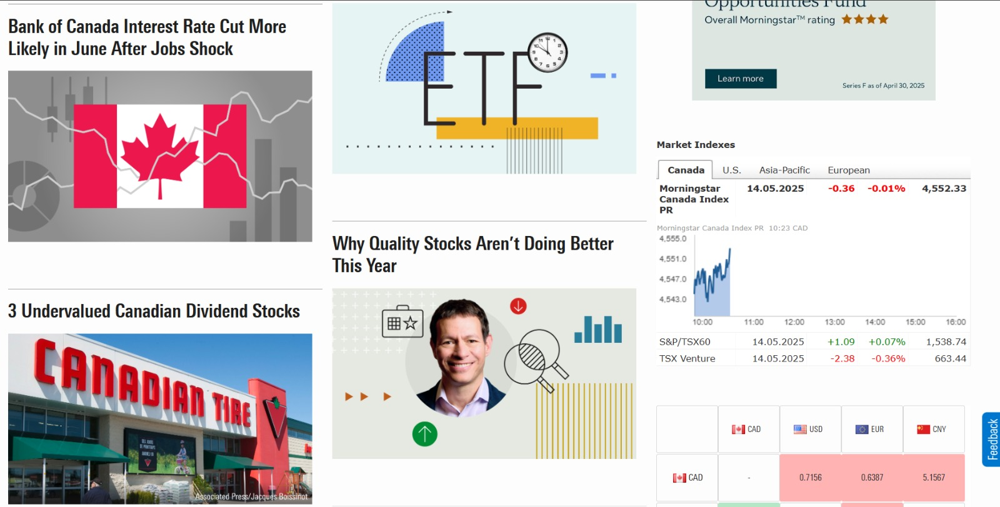 Bank of Canada Interest Rate Cut More
Likely in June After Jobs Shock
3 Undervalued Canadian Dividend Stocks
CANADIAN TIRE
Associated Press/Jacques Boissinot
ETF
Why Quality Stocks Aren’t Doing Better
This Year
Opportunities Fund
Overall Morningstar™ rating
Learn more
Series F as of April 30, 2025
Market Indexes
Canada U.S. Asia-Pacific European
Morningstar 14.05.2025 -0.36 -0.01% 4,552.33
Canada Index
PR
Morningstar Canada Index PR 10:23 CAD
4,555.0
4,551.0
4,547.0
4,543.0
10:00 11:00 12:00 13:00 14:00 15:00 16:00
S&P/TSX60 14.05.2025 +1.09 +0.07% 1,538.74
TSX Venture 14.05.2025 -2.38 -0.36% 663.44
CAD USD EUR CNY
CAD - 0.7156 0.6387 5.1567
Feedback